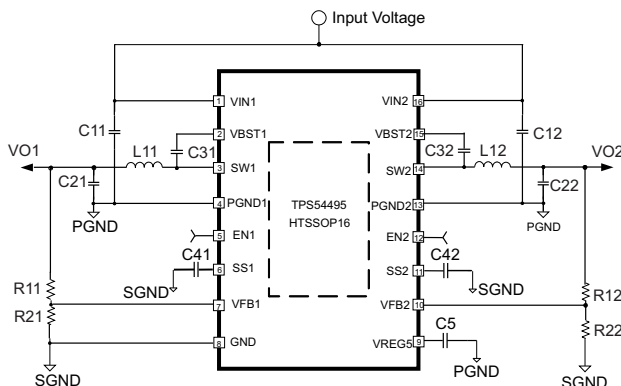 Input Voltage
1 VIN1 VIN2 16
C11 C12
2 VBST1 VBST2 15
VO1 L11 C31 C32 L12 VO2
3 SW1 SW2 14
C21 C22
TPS54495
HTSSOP16
4 PGND1 PGND2 13
PGND PGND
5 EN1 EN2 12
C41 C42
6 SS1 SS2 11
SGND SGND
R11 R12
7 VFB1 VFB2 10
R21 R22
C5
8 GND VREG5 9
PGND
SGND SGND